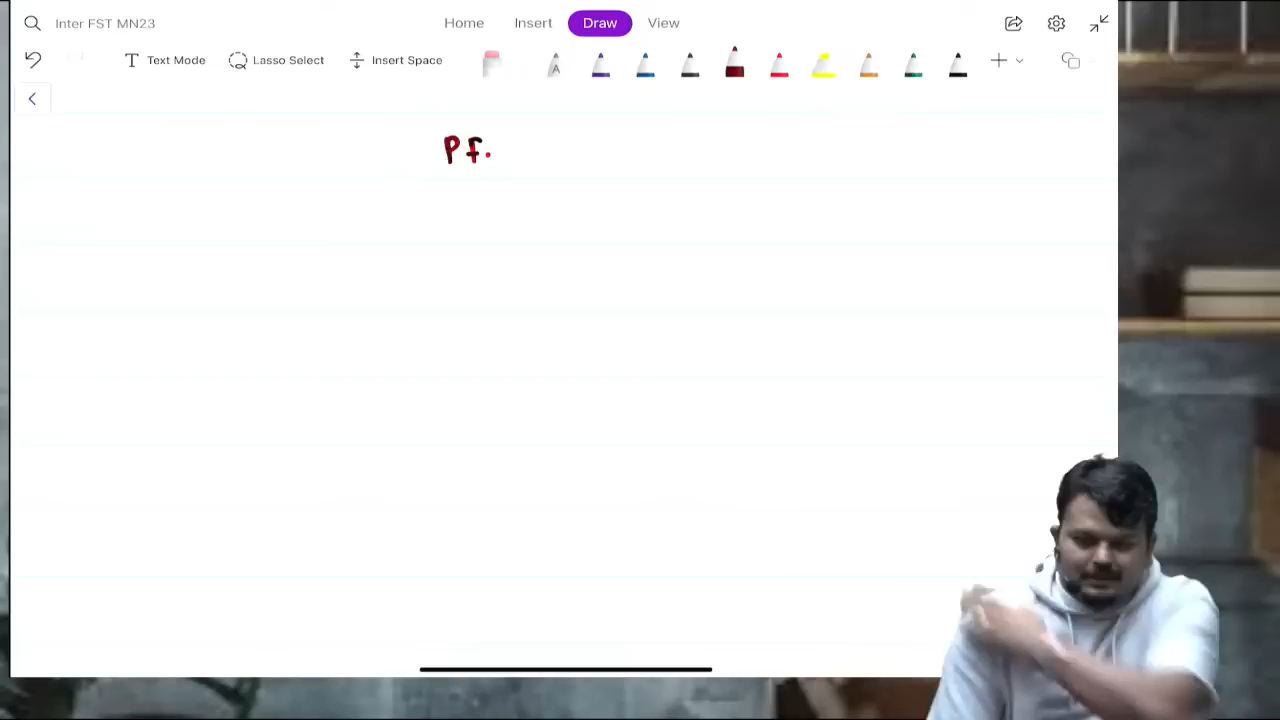 Inter FST MN23
Home Insert Draw View
Text Mode Lasso Select Insert Space A
PF.